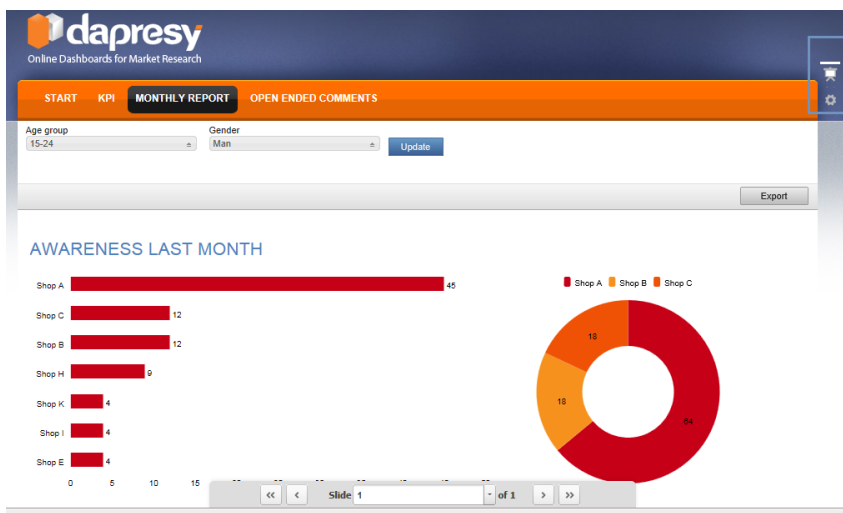 dapresy
Online Dashboards for Market Research
START KPI MONTHLY REPORT OPEN ENDED COMMENTS
Age group Gender
15-24 Man Update
Export
AWARENESS LAST MONTH
Shop A 45
Shop C 12
Shop B 12
Shop H 9
Shop K 4
Shop I 4
Shop E 4
0 5 10 15
Shop A Shop B Shop C
18
18
64
« ‹ Slide 1 of 1 › »